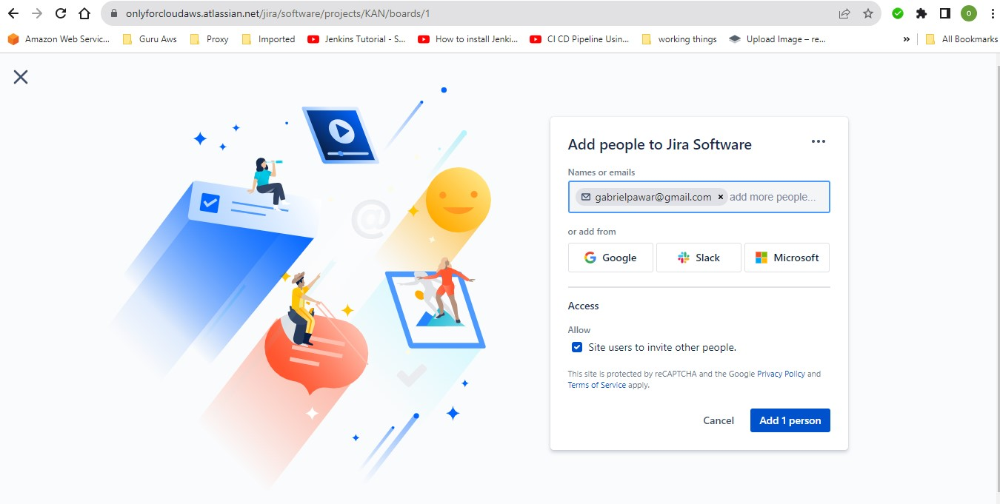 onlyforcloudaws.atlassian.net/jira/software/projects/KAN/boards/1
o
Amazon Web Servic... Guru Aws Proxy Imported Jenkins Tutorial - S... How to install Jenki... CI CD Pipeline Usin... working things Upload Image – re... » All Bookmarks
@
Add people to Jira Software
Names or emails
gabrielpawar@gmail.com × add more people...
or add from
Google Slack Microsoft
Access
Allow
Site users to invite other people.
This site is protected by reCAPTCHA and the Google Privacy Policy and
Terms of Service apply.
Cancel Add 1 person